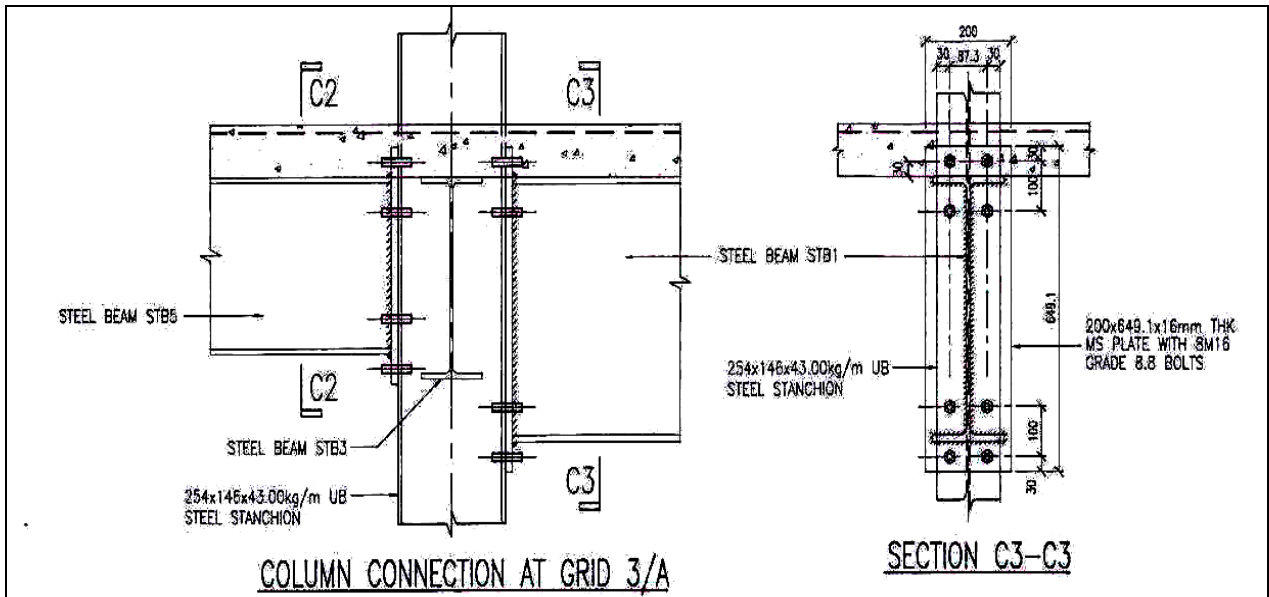 C2
C3
STEEL BEAM STB5
STEEL BEAM STB1
C2
STEEL BEAM STB3
C3
254x146x43.00kg/m UB
STEEL STANCHION
COLUMN CONNECTION AT GRID 3/A
200
30
87.3
30
30
30
100
649.1
254x146x43.00kg/m UB
STEEL STANCHION
200x649.1x16mm THK
MS PLATE WITH 8M16
GRADE 8.8 BOLTS
100
30
SECTION C3-C3